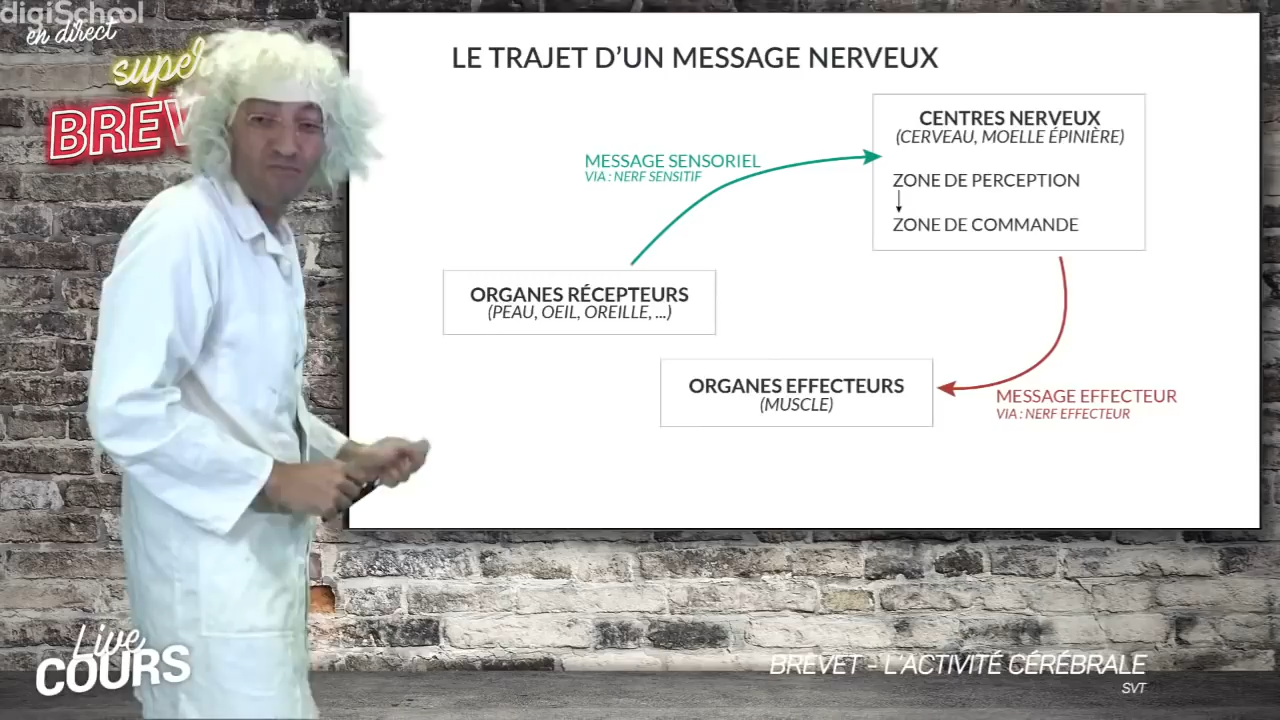 digiSchool
en direct
super
BREV
LE TRAJET D'UN MESSAGE NERVEUX
CENTRES NERVEUX
(CERVEAU, MOELLE ÉPINIÈRE)
ZONE DE PERCEPTION
ZONE DE COMMANDE
MESSAGE SENSORIEL
VIA : NERF SENSITIF
ORGANES RÉCEPTEURS
(PEAU, OEIL, OREILLE, ...)
ORGANES EFFECTEURS
(MUSCLE)
MESSAGE EFFECTEUR
VIA : NERF EFFECTEUR
Live
COURS
BREVET - L'ACTIVITÉ CÉRÉBRALE
SVT